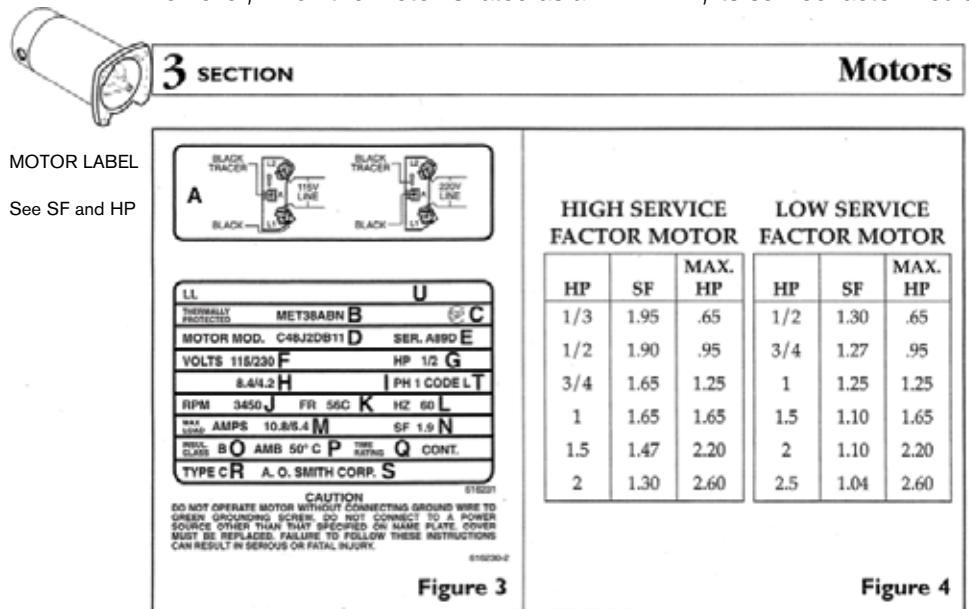 3 SECTION Motors
MOTOR LABEL
See SF and HP
A
BLACK TRACER L2 A 115V LINE BLACK L1
BLACK TRACER L2 A 220V LINE BLACK L1
LL U
THERMALLY PROTECTED MET38ABN B C
MOTOR MOD. C48J2DB11 D SER. A89D E
VOLTS 115/230 F HP 1/2 G
8.4/4.2 H I PH 1 CODE L T
RPM 3450 J FR 56C K HZ 60 L
MAX LOAD AMPS 10.8/5.4 M SF 1.9 N
INSUL CLASS B O AMB 50° C P TIME RATING Q CONT.
TYPE C R A. O. SMITH CORP. S
616231
CAUTION
DO NOT OPERATE MOTOR WITHOUT CONNECTING GROUND WIRE TO
GREEN GROUNDING SCREW. DO NOT CONNECT TO A POWER
SOURCE OTHER THAN THAT SPECIFIED ON NAME PLATE. COVER
MUST BE REPLACED. FAILURE TO FOLLOW THESE INSTRUCTIONS
CAN RESULT IN SERIOUS OR FATAL INJURY.
616230-2
Figure 3
HIGH SERVICE
FACTOR MOTOR
HP SF MAX. HP
1/3 1.95 .65
1/2 1.90 .95
3/4 1.65 1.25
1 1.65 1.65
1.5 1.47 2.20
2 1.30 2.60
LOW SERVICE
FACTOR MOTOR
HP SF MAX. HP
1/2 1.30 .65
3/4 1.27 .95
1 1.25 1.25
1.5 1.10 1.65
2 1.10 2.20
2.5 1.04 2.60
Figure 4